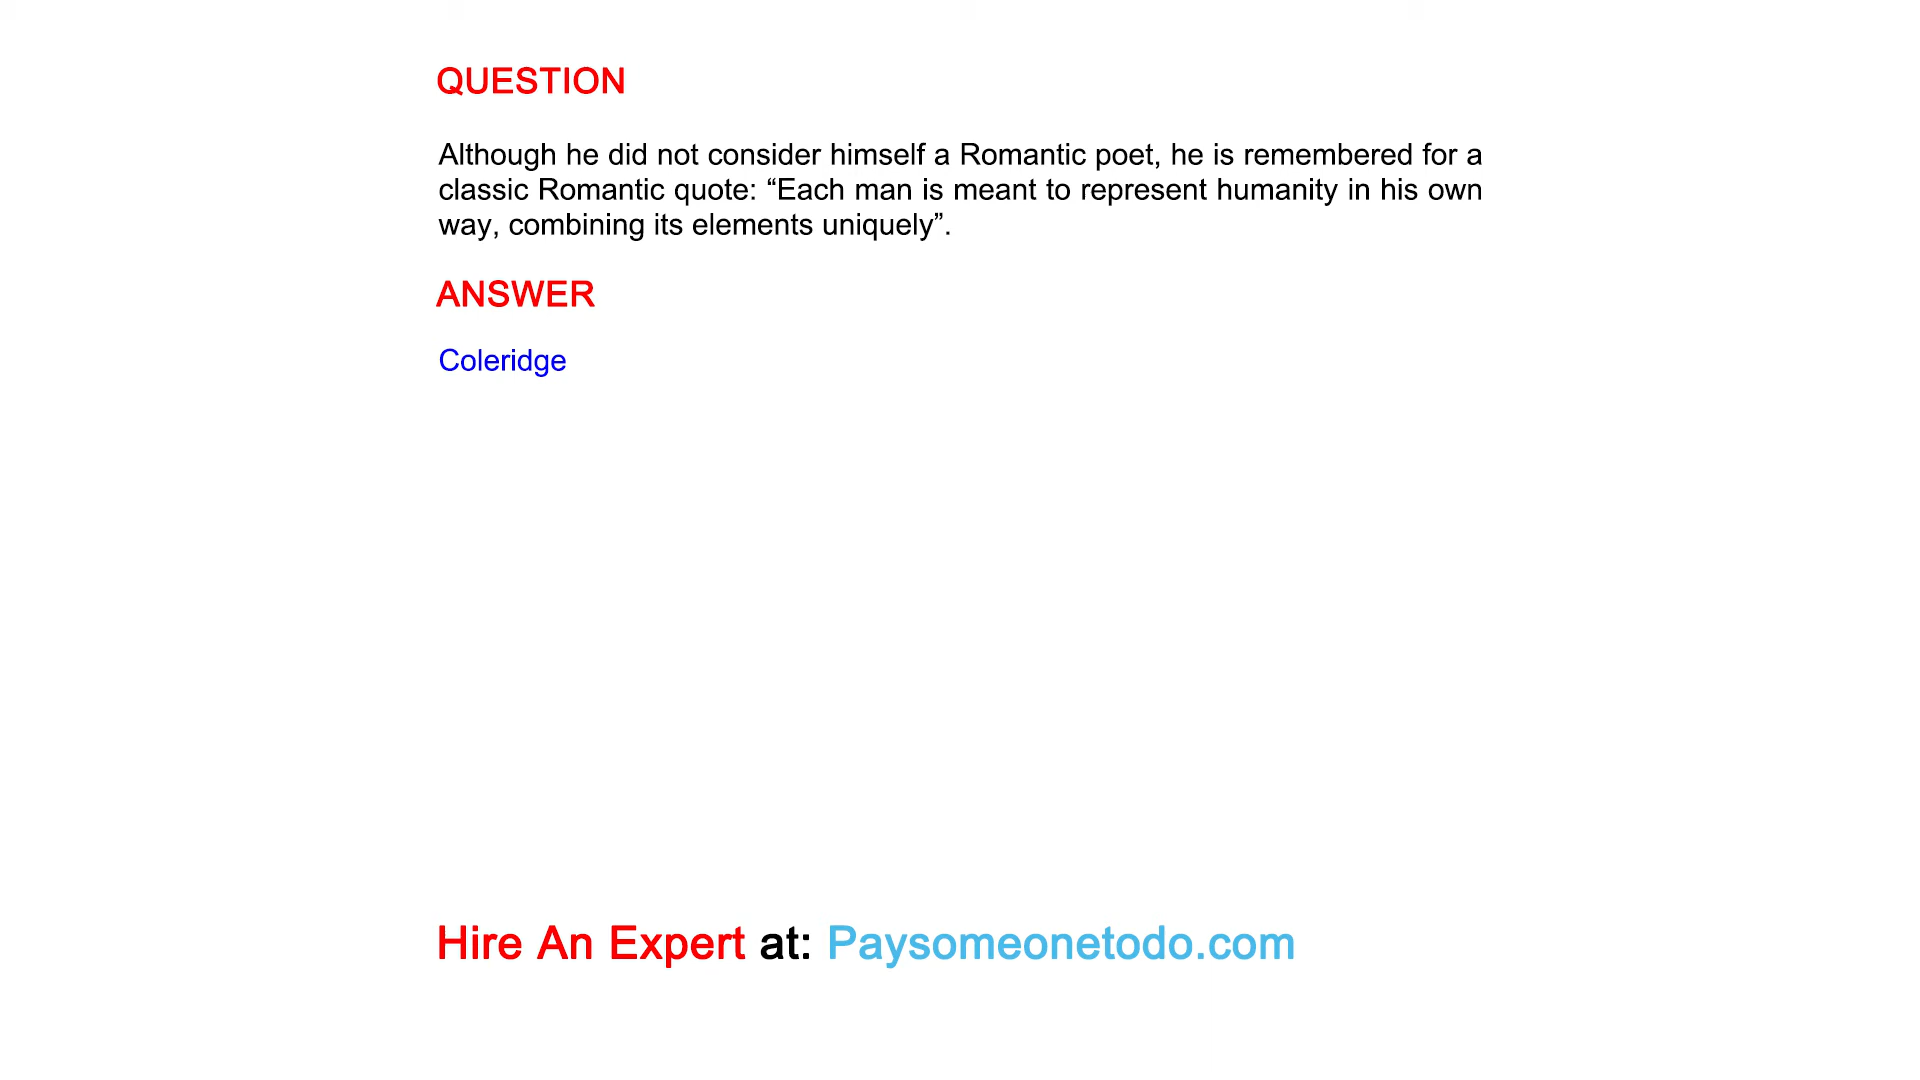 QUESTION
Although he did not consider himself a Romantic poet, he is remembered for a
classic Romantic quote: “Each man is meant to represent humanity in his own
way, combining its elements uniquely”.
ANSWER
Coleridge
Hire An Expert at: Paysomeonetodo.com